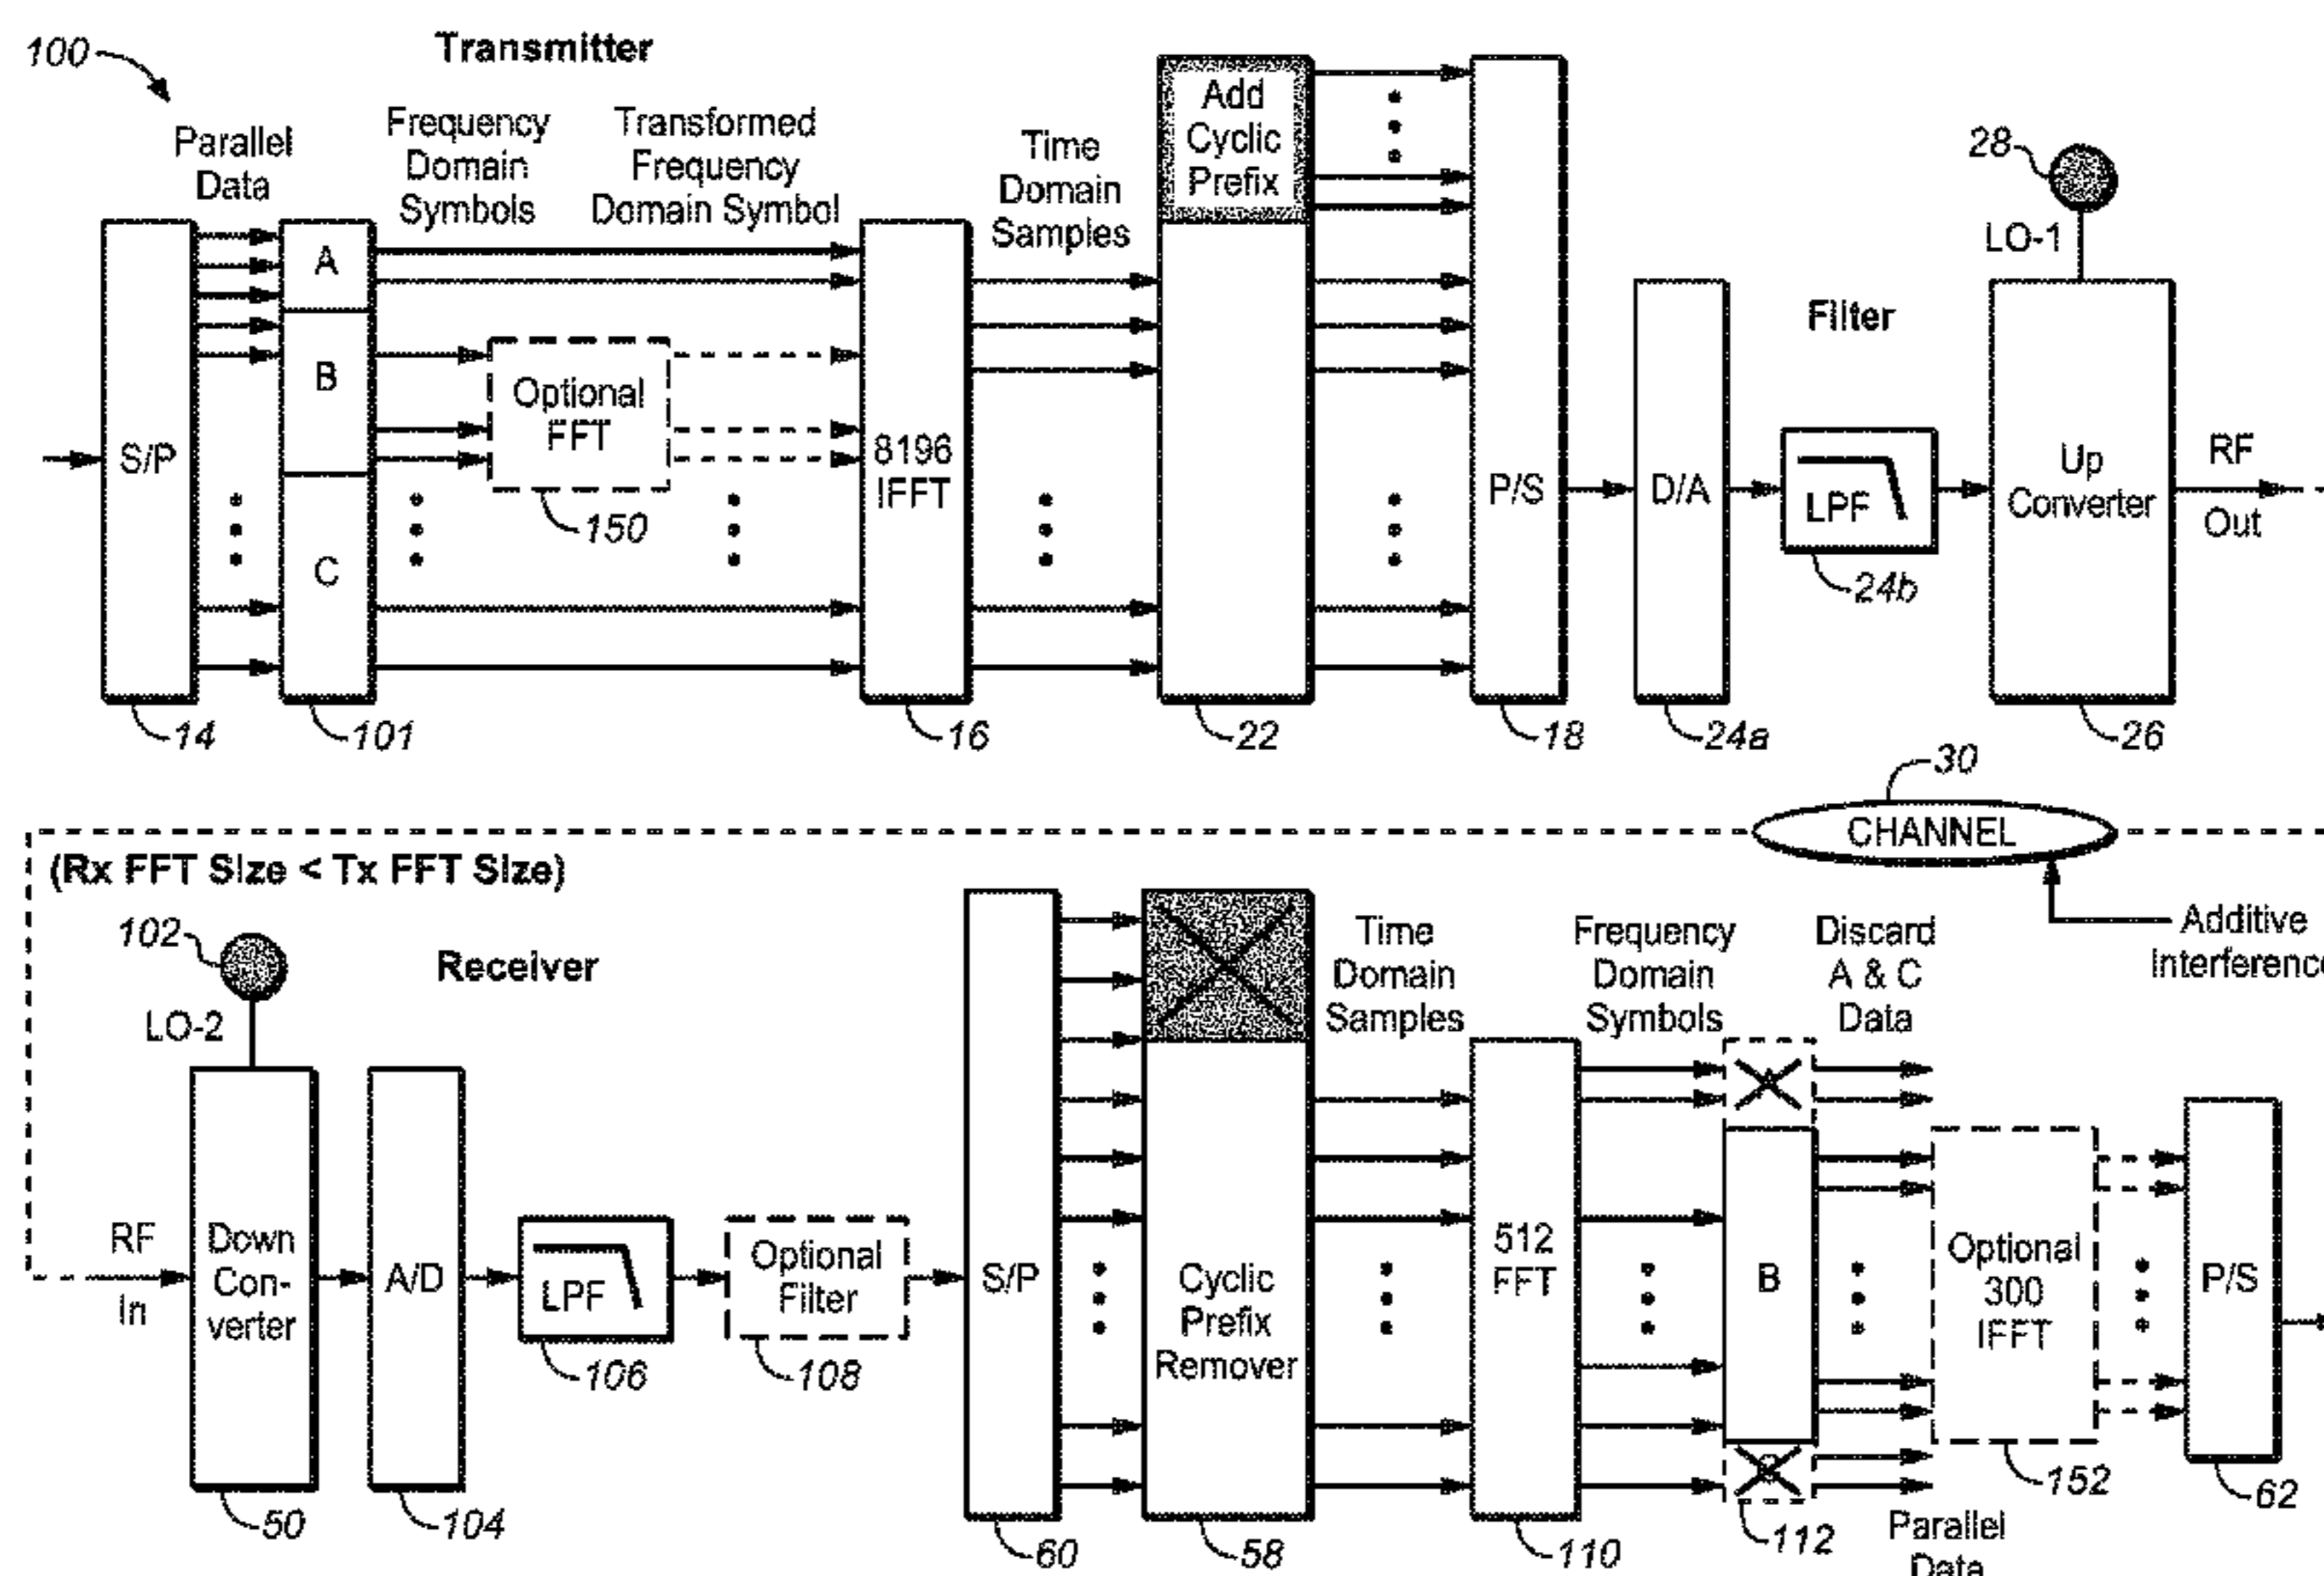 100
Transmitter
Parallel
Data
Frequency
Domain
Symbols
Transformed
Frequency
Domain Symbol
Time
Domain
Samples
Add
Cyclic
Prefix
28
LO-1
S/P
A
B
C
Optional
FFT
150
8196
IFFT
P/S
D/A
Filter
LPF
24b
Up
Converter
RF
Out
14
101
16
22
18
24a
26
30
CHANNEL
(Rx FFT Size < Tx FFT Size)
Additive
Interference
102
LO-2
Receiver
Time
Domain
Samples
Frequency
Domain
Symbols
Discard
A & C
Data
RF
In
Down
Con-
verter
A/D
LPF
106
Optional
Filter
108
S/P
Cyclic
Prefix
Remover
512
FFT
A
B
C
Optional
300
IFFT
P/S
50
104
60
58
110
112
152
62
Parallel
Data